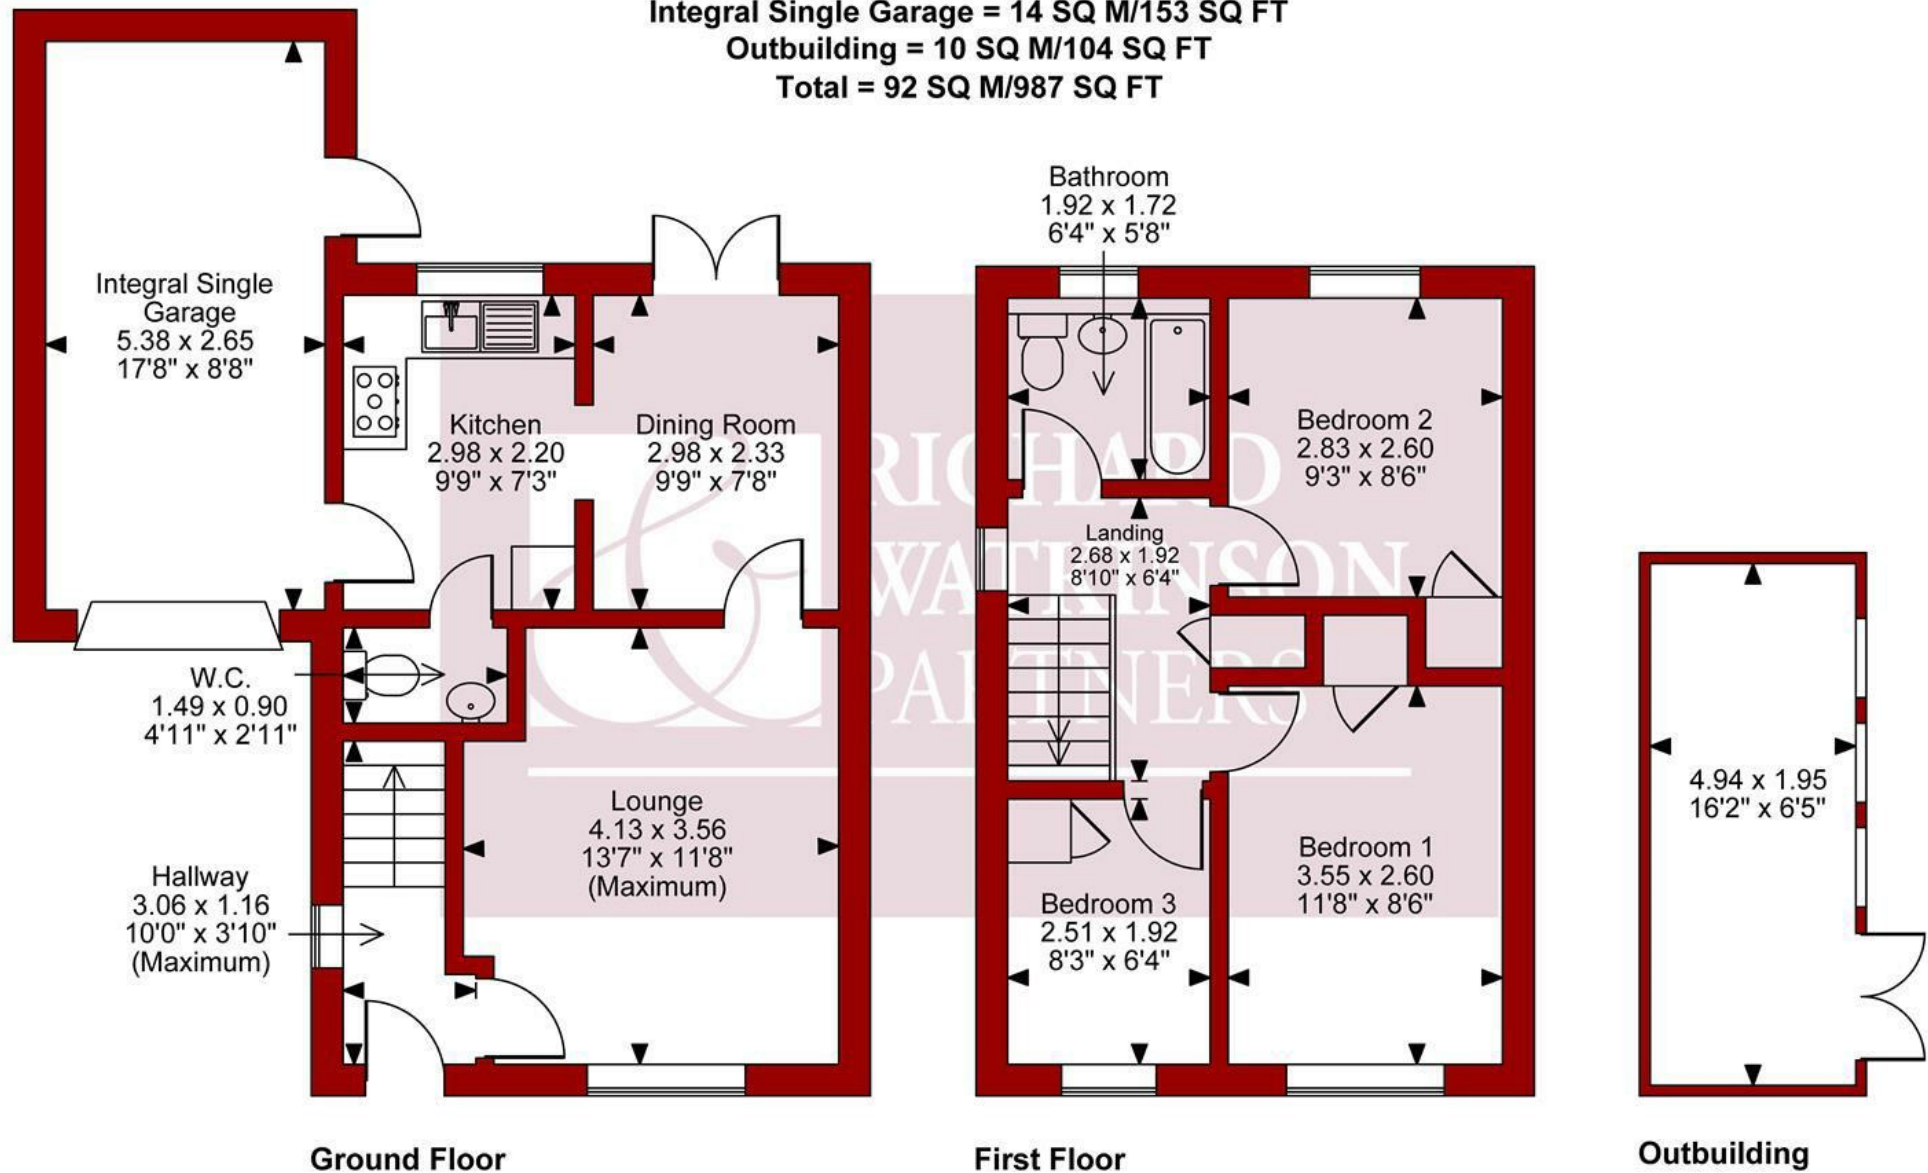 Integral Single Garage = 14 SQ M/153 SQ FT
Outbuilding = 10 SQ M/104 SQ FT
Total = 92 SQ M/987 SQ FT
Integral Single
Garage
5.38 x 2.65
17'8" x 8'8"
Kitchen
2.98 x 2.20
9'9" x 7'3"
Dining Room
2.98 x 2.33
9'9" x 7'8"
W.C.
1.49 x 0.90
4'11" x 2'11"
Lounge
4.13 x 3.56
13'7" x 11'8"
(Maximum)
Hallway
3.06 x 1.16
10'0" x 3'10"
(Maximum)
Ground Floor
Bathroom
1.92 x 1.72
6'4" x 5'8"
Bedroom 2
2.83 x 2.60
9'3" x 8'6"
Landing
2.68 x 1.92
8'10" x 6'4"
Bedroom 1
3.55 x 2.60
11'8" x 8'6"
Bedroom 3
2.51 x 1.92
8'3" x 6'4"
First Floor
4.94 x 1.95
16'2" x 6'5"
Outbuilding
RICHARD
WATKINSON
PARTNERS